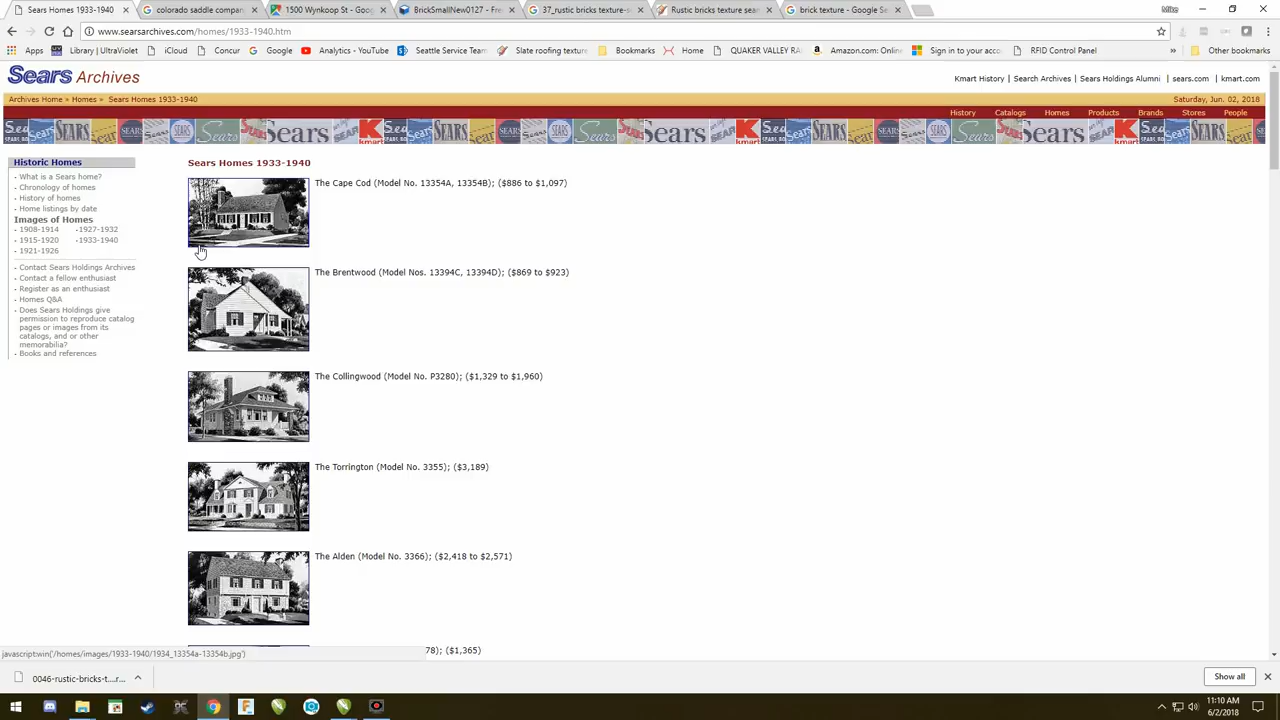 Sears Homes 1933-1940
colorado saddle compan
1500 Wynkoop St - Goog
BrickSmallNew0127 - Fre
37_rustic bricks texture-s
Rustic bricks texture sear
brick texture - Google Se
Mike
www.searsarchives.com/homes/1933-1940.htm
Apps
Library | UltraViolet
iCloud
Concur
Google
Analytics - YouTube
Seattle Service Team
Slate roofing texture
Bookmarks
Home
QUAKER VALLEY RA
Amazon.com: Online
Sign in to your acco
RFID Control Panel
Other bookmarks
Sears Archives
Kmart History | Search Archives | Sears Holdings Alumni | sears.com | kmart.com
Archives Home » Homes » Sears Homes 1933-1940
Saturday, Jun. 02, 2018
History Catalogs Homes Products Brands Stores People
Historic Homes
- What is a Sears home?
- Chronology of homes
- History of homes
- Home listings by date
Images of Homes
- 1908-1914 -1927-1932
- 1915-1920 -1933-1940
- 1921-1926
- Contact Sears Holdings Archives
- Contact a fellow enthusiast
- Register as an enthusiast
- Homes Q&A
- Does Sears Holdings give
permission to reproduce catalog
pages or images from its
catalogs, and or other
memorabilia?
- Books and references
Sears Homes 1933-1940
The Cape Cod (Model No. 13354A, 13354B); ($886 to $1,097)
The Brentwood (Model Nos. 13394C, 13394D); ($869 to $923)
The Collingwood (Model No. P3280); ($1,329 to $1,960)
The Torrington (Model No. 3355); ($3,189)
The Alden (Model No. 3366); ($2,418 to $2,571)
78); ($1,365)
javascript:win('/homes/images/1933-1940/1934_13354a-13354b.jpg')
0046-rustic-bricks-t....r...
Show all
11:10 AM
6/2/2018